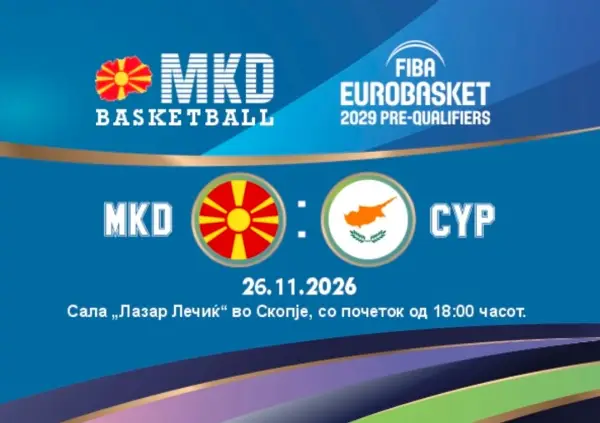 MKD
BASKETBALL
FIBA
EUROBASKET
2029 PRE-QUALIFIERS
MKD : CYP
26.11.2026
Сала „Лазар Лечиќ“ во Скопје, со почеток од 18:00 часот.